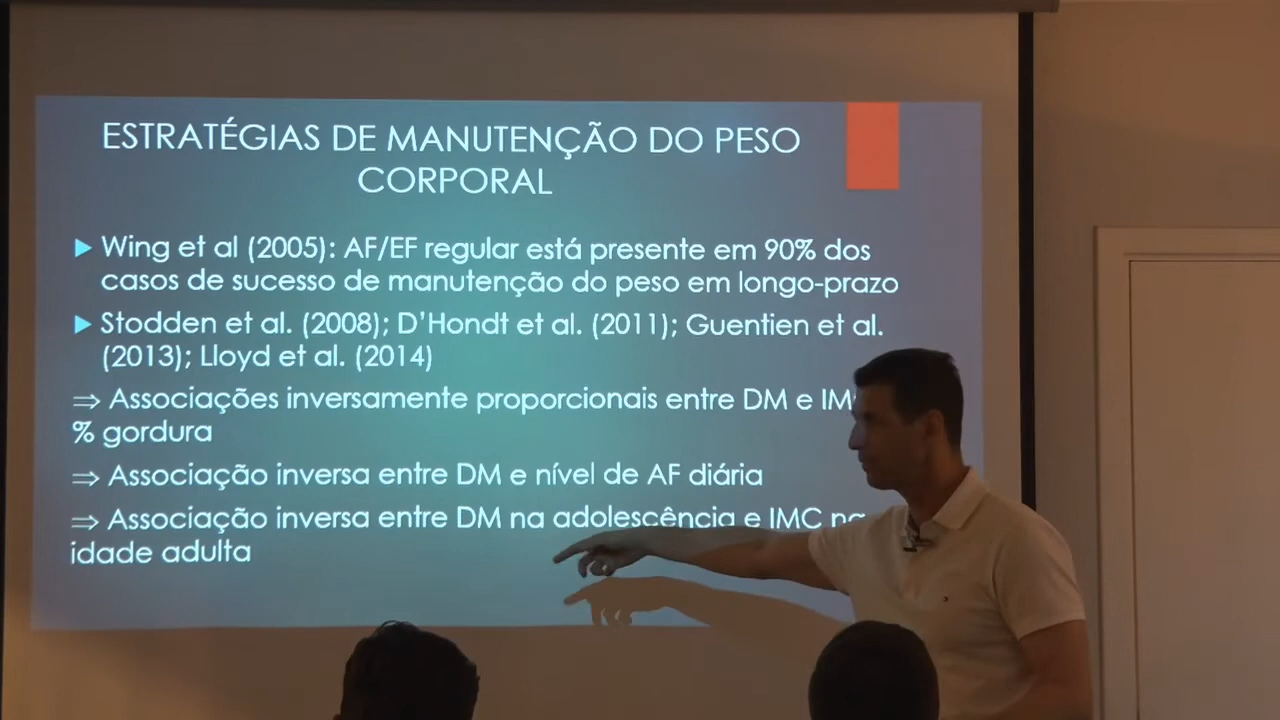 ESTRATÉGIAS DE MANUTENÇÃO DO PESO
CORPORAL
▶ Wing et al (2005): AF/EF regular está presente em 90% dos
casos de sucesso de manutenção do peso em longo-prazo
▶ Stodden et al. (2008); D’Hondt et al. (2011); Guentien et al.
(2013); Lloyd et al. (2014)
⇒ Associações inversamente proporcionais entre DM e
% gordura
⇒ Associação inversa entre DM e nível de AF diária
⇒ Associação inversa entre DM na adolescência e IMC na
idade adulta